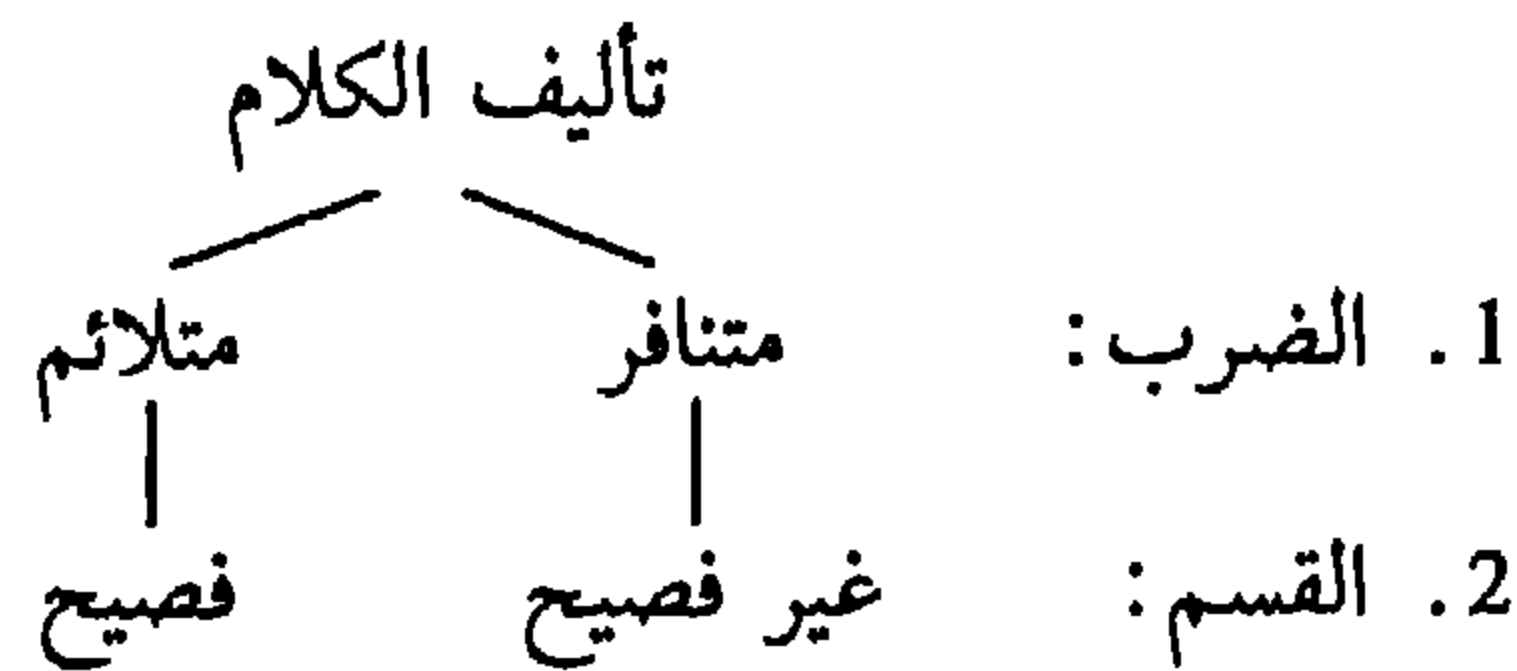 تأليف الكلام
1. الضرب: متنافر متلائم
2. القسم: غير فصيح فصيح